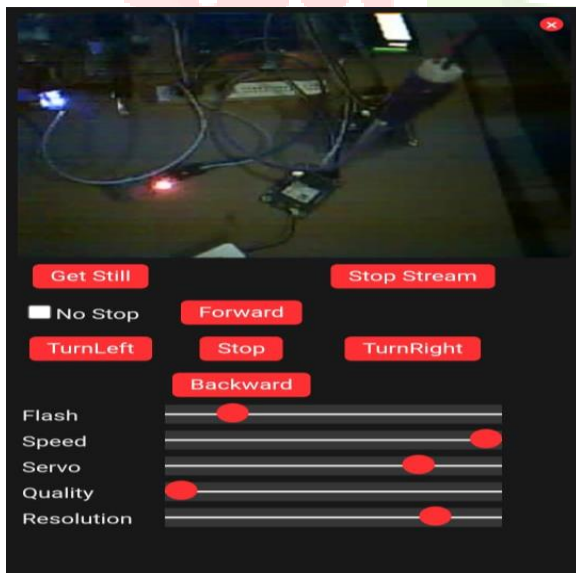 Get Still Stop Stream
No Stop Forward
TurnLeft Stop TurnRight
Backward
Flash
Speed
Servo
Quality
Resolution